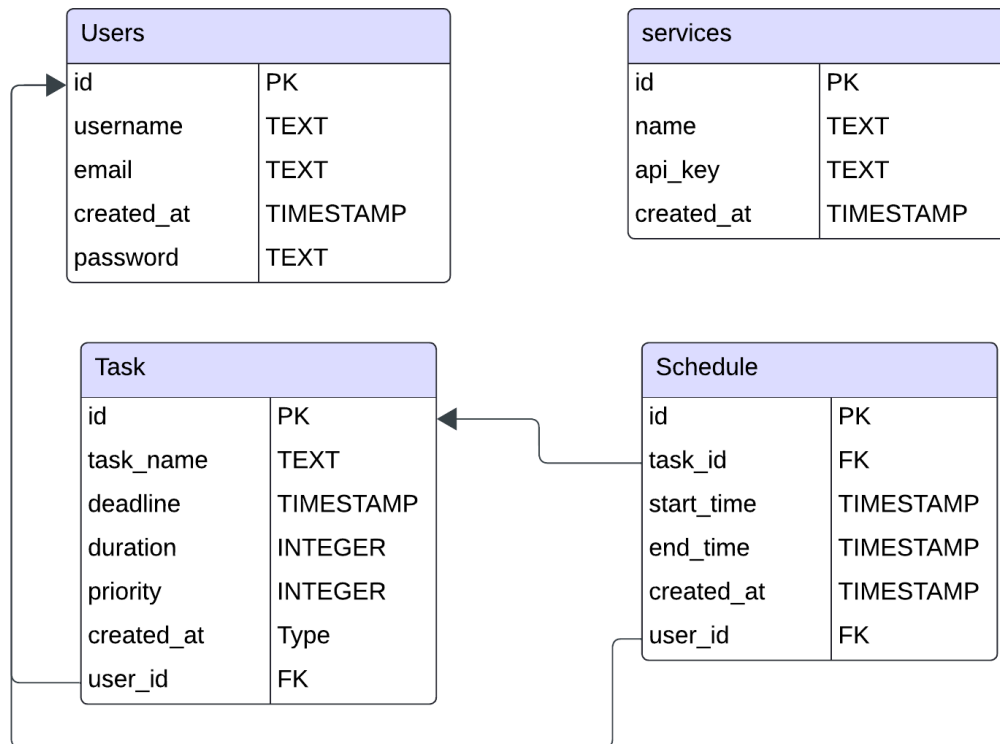 Users
id PK
username TEXT
email TEXT
created_at TIMESTAMP
password TEXT
services
id PK
name TEXT
api_key TEXT
created_at TIMESTAMP
Task
id PK
task_name TEXT
deadline TIMESTAMP
duration INTEGER
priority INTEGER
created_at Type
user_id FK
Schedule
id PK
task_id FK
start_time TIMESTAMP
end_time TIMESTAMP
created_at TIMESTAMP
user_id FK